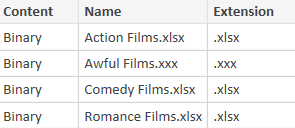 Content Name Extension
Binary Action Films.xlsx .xlsx
Binary Awful Films.xxx .xxx
Binary Comedy Films.xlsx .xlsx
Binary Romance Films.xlsx .xlsx